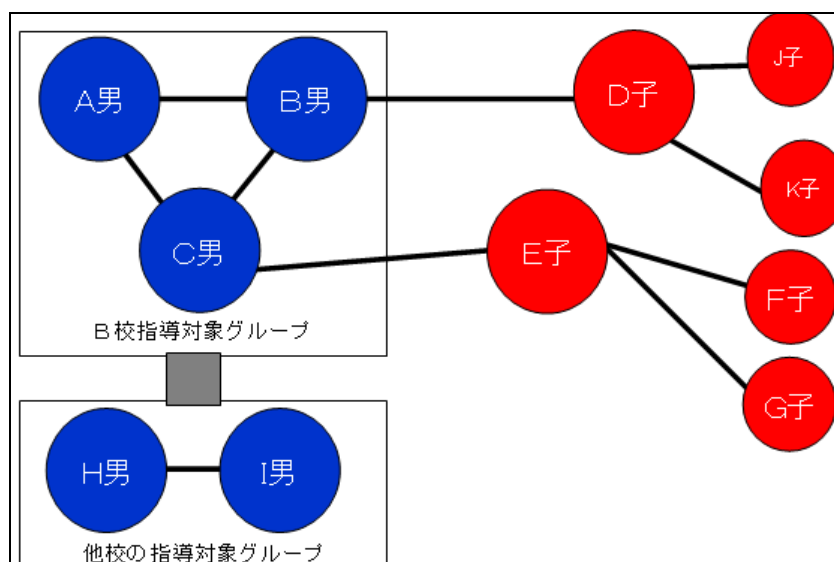 A男
B男
D子
J子
K子
C男
E子
F子
G子
B校指導対象グループ
H男
I男
他校の指導対象グループ